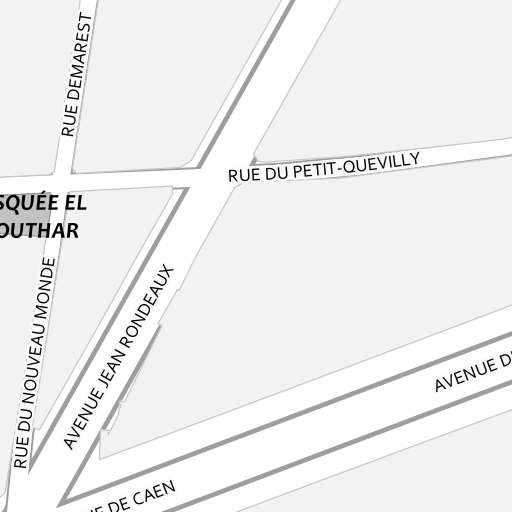 RUE DEMAREST
RUE DU PETIT-QUEVILLY
SQUÉE EL
OUTHAR
RUE DU NOUVEAU MONDE
AVENUE JEAN RONDEAUX
AVENUE D
DE CAEN